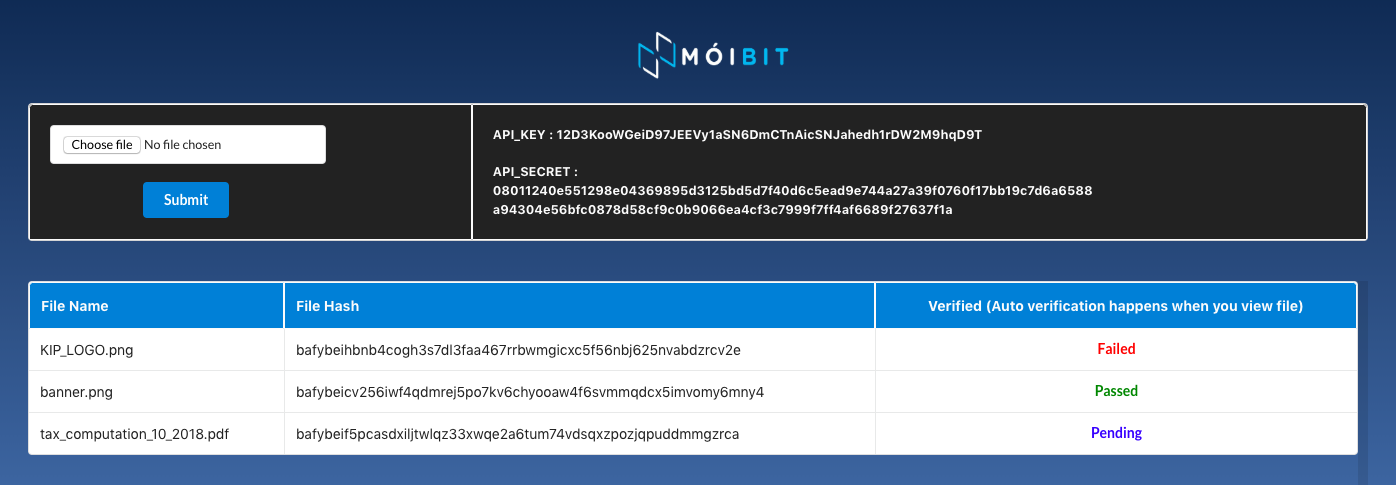 MÓIBIT
Choose file No file chosen
Submit
API_KEY : 12D3KooWGeiD97JEEVy1aSN6DmCTnAicSNJahedh1rDW2M9hqD9T
API_SECRET :
08011240e551298e04369895d3125bd5d7f40d6c5ead9e744a27a39f0760f17bb19c7d6a6588
a94304e56bfc0878d58cf9c0b9066ea4cf3c7999f7ff4af6689f27637f1a
File Name File Hash Verified (Auto verification happens when you view file)
KIP_LOGO.png bafybeihbnb4cogh3s7dl3faa467rrbwmgicxc5f56nbj625nvabdzrcv2e Failed
banner.png bafybeicv256iwf4qdmrej5po7kv6chyooaw4f6svmmqdcx5imvomy6mny4 Passed
tax_computation_10_2018.pdf bafybeif5pcasdxiljtwlqz33xwqe2a6tum74vdsqxzpozjqpuddmmgzrca Pending